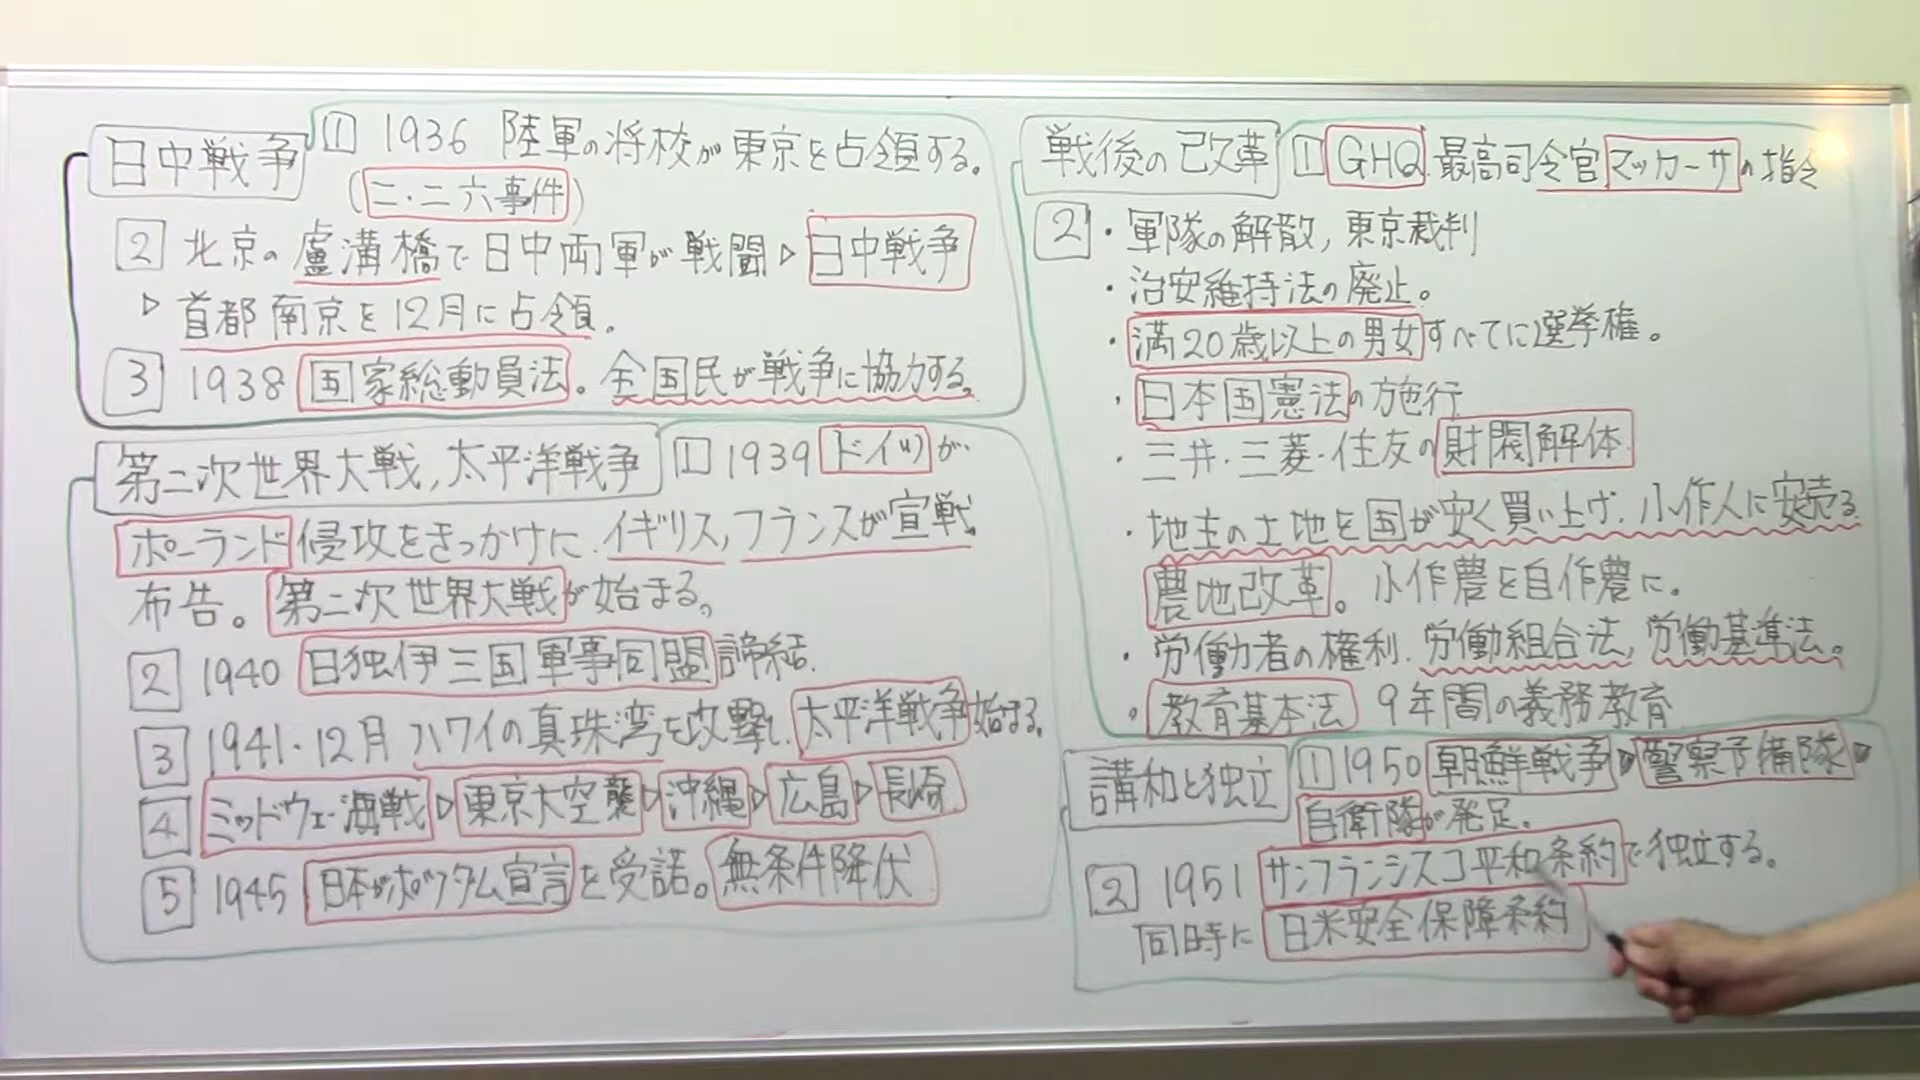 日中戦争
1 1936 陸軍の将校が東京を占領する。
(二・二六事件)
2 北京の盧溝橋で日中両軍が戦闘▷日中戦争
▷首都南京を12月に占領。
3 1938 国家総動員法。全国民が戦争に協力する。
第二次世界大戦,太平洋戦争
1 1939 ドイツが、
ポーランド侵攻をきっかけに、イギリス,フランスが宣戦
布告。第二次世界大戦が始まる。
2 1940 日独伊三国軍事同盟締結。
3 1941・12月 ハワイの真珠湾を攻撃し、太平洋戦争始まる。
4 ミッドウェー海戦▷東京大空襲▷沖縄▷広島▷長崎
5 1945 日本がポツダム宣言を受諾。無条件降伏
戦後の改革
1 GHQ 最高司令官マッカーサの指令
2 ・軍隊の解散,東京裁判
・治安維持法の廃止。
・満20歳以上の男女すべてに選挙権。
・日本国憲法の施行
・三井・三菱・住友の財閥解体
・地主の土地を国が安く買い上げ、小作人に安売る
農地改革。小作農を自作農に。
・労働者の権利、労働組合法,労働基準法。
・教育基本法 9年間の義務教育
講和と独立
1 1950 朝鮮戦争▷警察予備隊▷
自衛隊が発足。
2 1951 サンフランシスコ平和条約で独立する。
同時に 日米安全保障条約